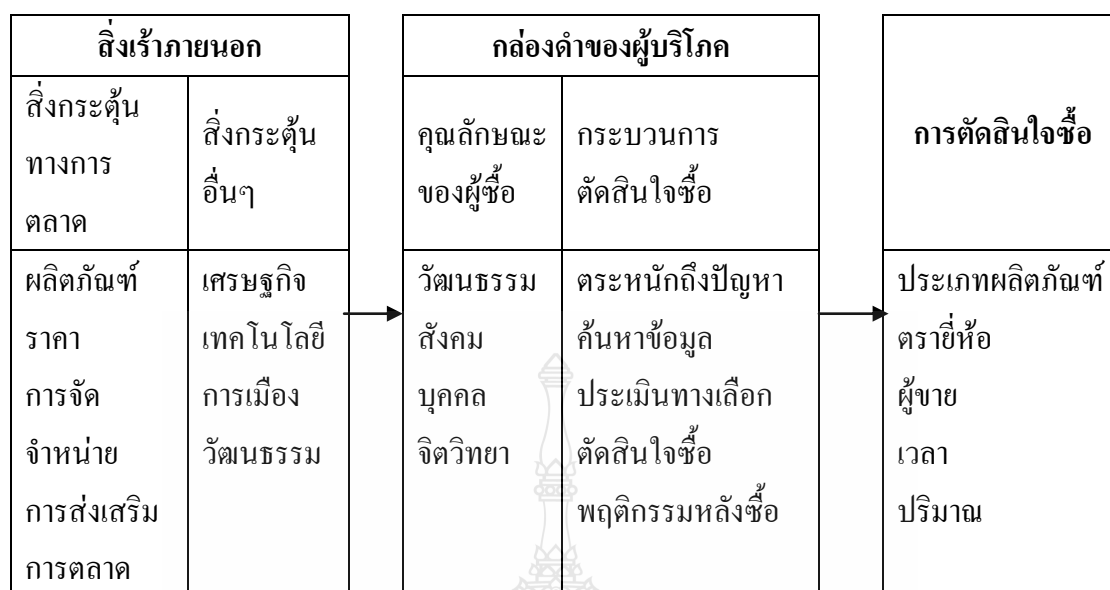 สิ่งเร้าภายนอก
สิ่งกระตุ้น
ทางการ
ตลาด
สิ่งกระตุ้น
อื่นๆ
ผลิตภัณฑ์
ราคา
การจัด
จำหน่าย
การส่งเสริม
การตลาด
เศรษฐกิจ
เทคโนโลยี
การเมือง
วัฒนธรรม
กล่องดำของผู้บริโภค
คุณลักษณะ
ของผู้ซื้อ
กระบวนการ
ตัดสินใจซื้อ
วัฒนธรรม
สังคม
บุคคล
จิตวิทยา
ตระหนักถึงปัญหา
ค้นหาข้อมูล
ประเมินทางเลือก
ตัดสินใจซื้อ
พฤติกรรมหลังซื้อ
การตัดสินใจซื้อ
ประเภทผลิตภัณฑ์
ตรายี่ห้อ
ผู้ขาย
เวลา
ปริมาณ